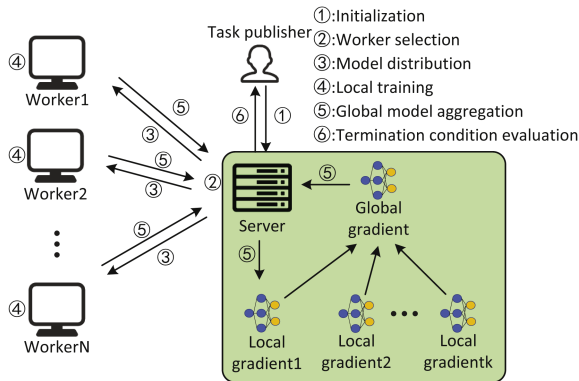 Task publisher
①:Initialization
②:Worker selection
③:Model distribution
④:Local training
⑤:Global model aggregation
⑥:Termination condition evaluation
④
Worker1
⑤
③
⑥
①
④
Worker2
⑤
③
②
Server
⑤
Global
gradient
⑤
③
④
WorkerN
⑤
Local
gradient1
Local
gradient2
Local
gradientk